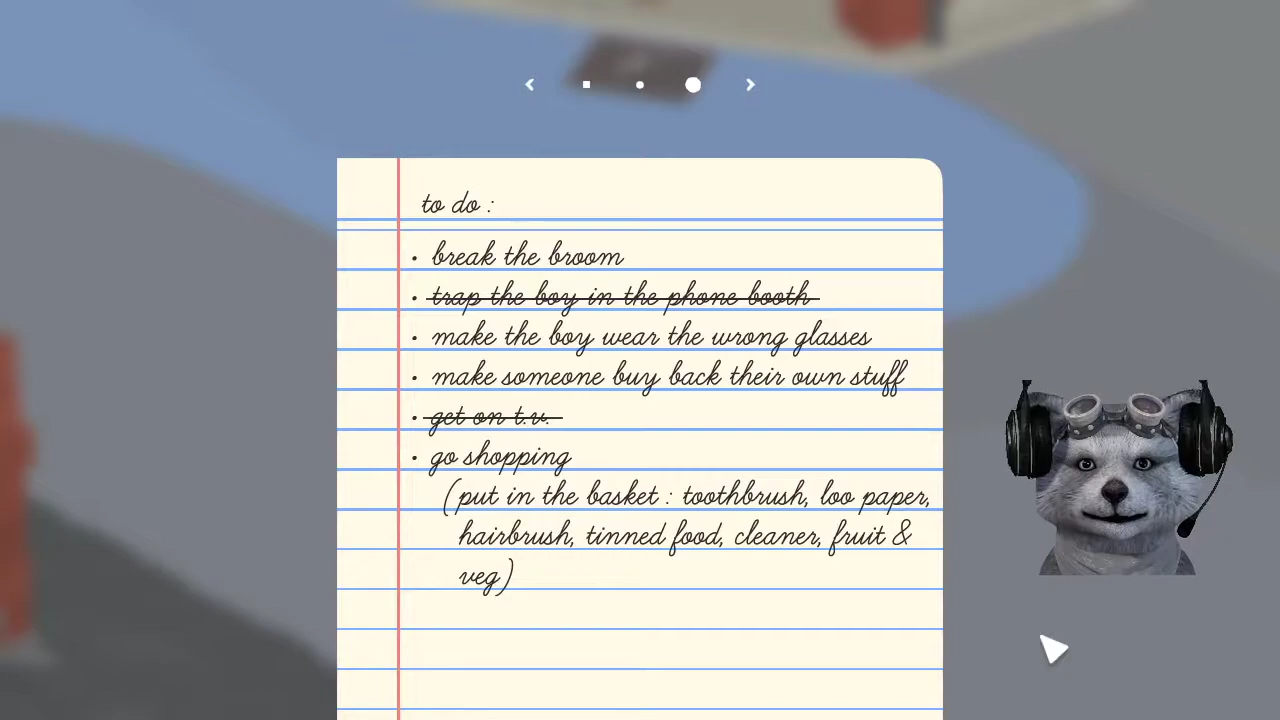 to do :
• break the broom
• trap the boy in the phone booth
• make the boy wear the wrong glasses
• make someone buy back their own stuff
• get on t.v.
• go shopping
(put in the basket : toothbrush, loo paper,
hairbrush, tinned food, cleaner, fruit &
veg)